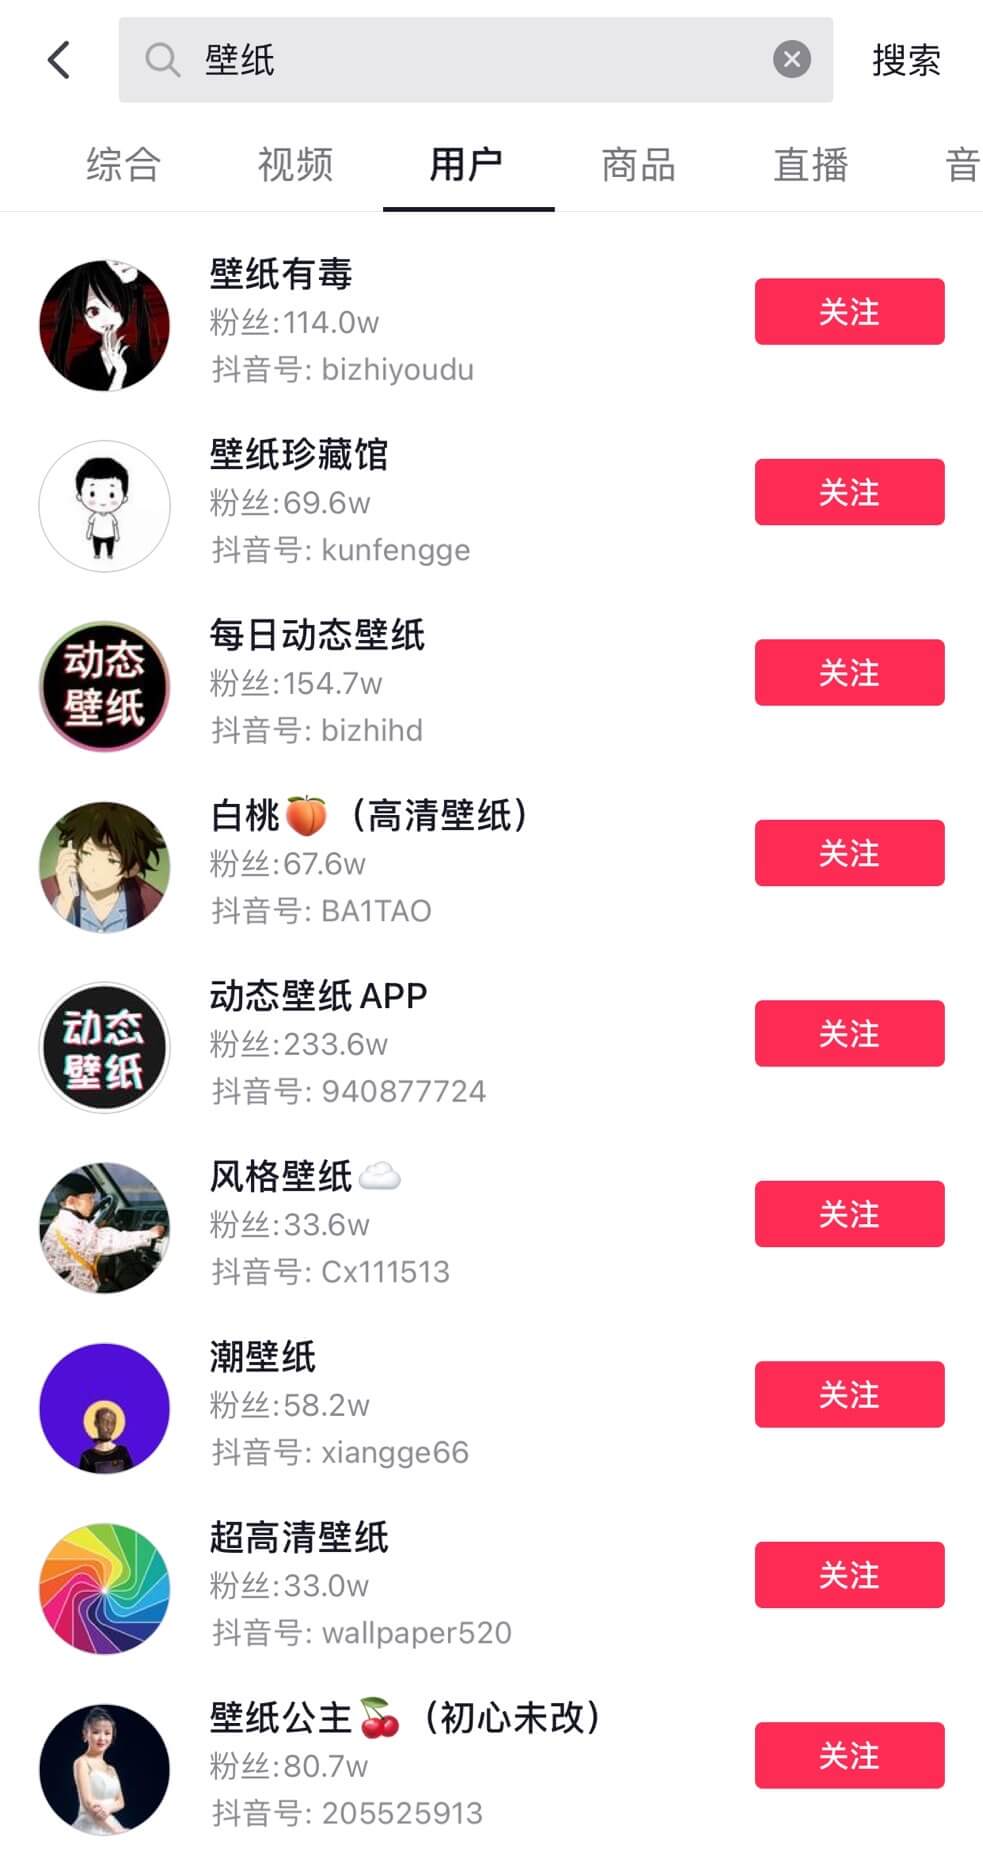 壁纸
搜索
综合 视频 用户 商品 直播 音
壁纸有毒
粉丝:114.0w
关注
抖音号: bizhiyoudu
壁纸珍藏馆
粉丝:69.6w
关注
抖音号: kunfengge
动态
壁纸
每日动态壁纸
粉丝:154.7w
关注
抖音号: bizhihd
白桃🍑（高清壁纸）
粉丝:67.6w
关注
抖音号: BA1TAO
动态
壁纸
动态壁纸 APP
粉丝:233.6w
关注
抖音号: 940877724
风格壁纸☁️
粉丝:33.6w
关注
抖音号: Cx111513
潮壁纸
粉丝:58.2w
关注
抖音号: xiangge66
超高清壁纸
粉丝:33.0w
关注
抖音号: wallpaper520
壁纸公主🍒（初心未改）
粉丝:80.7w
关注
抖音号: 205525913